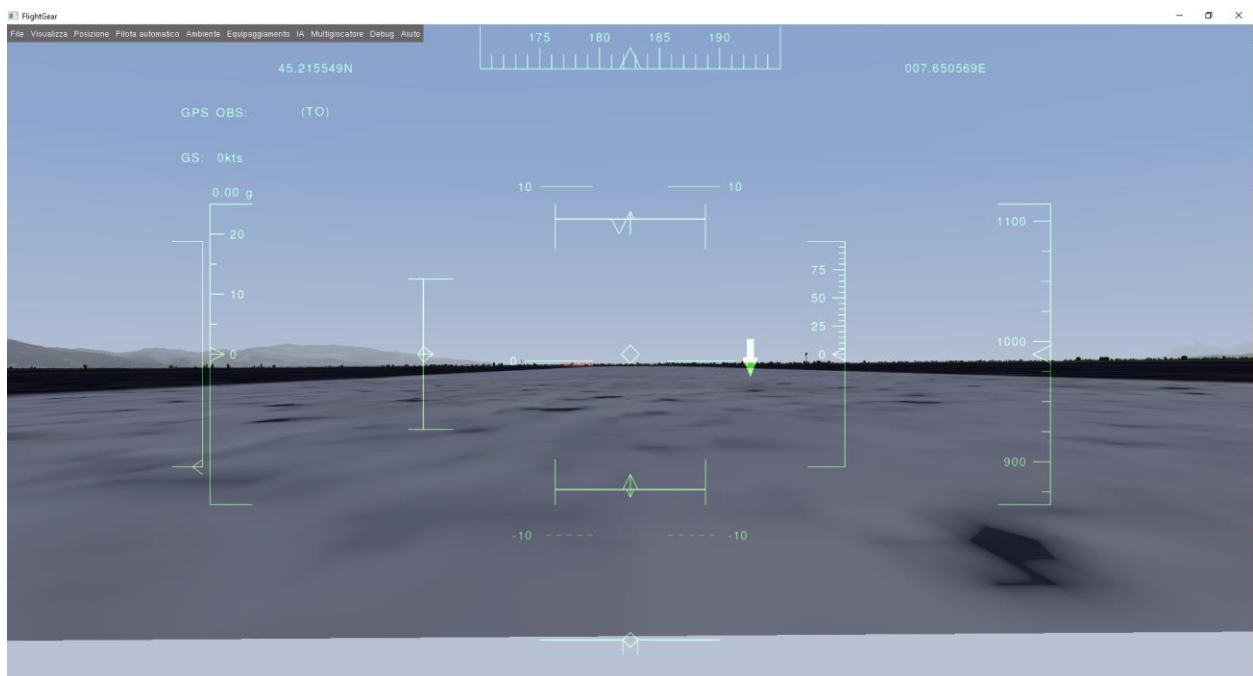 FlightGear
File Visualizza Posizione Pilota automatico Ambiente Equipaggiamento IA Multigiocatore Debug Aiuto
175 180 185 190
45.215549N 007.650569E
GPS OBS: (TO)
GS: 0kts
0.00 g
10 10
20
1100
75
10
50
25
1000
0
0
0
900
-10 -10